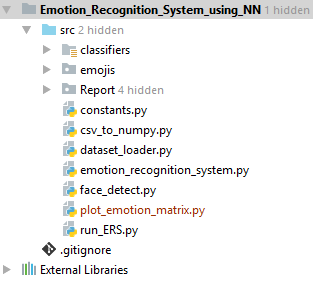 Emotion_Recognition_System_using_NN 1 hidden
src 2 hidden
classifiers
emojis
Report 4 hidden
constants.py
csv_to_numpy.py
dataset_loader.py
emotion_recognition_system.py
face_detect.py
plot_emotion_matrix.py
run_ERS.py
.gitignore
External Libraries